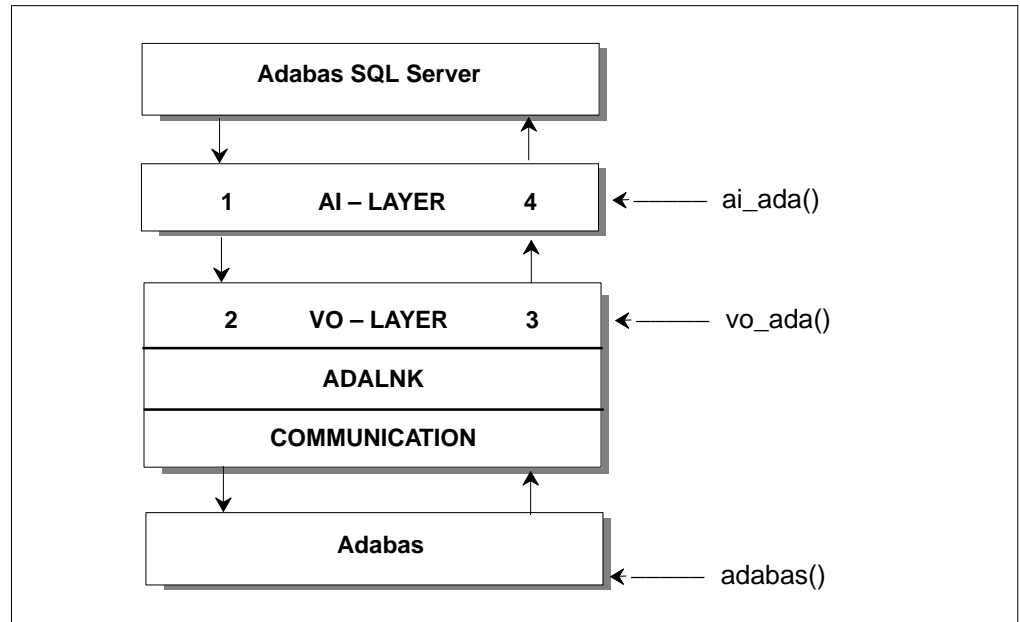 Adabas SQL Server
1 AI – LAYER 4
ai_ada()
2 VO – LAYER 3
vo_ada()
ADALNK
COMMUNICATION
Adabas
adabas()